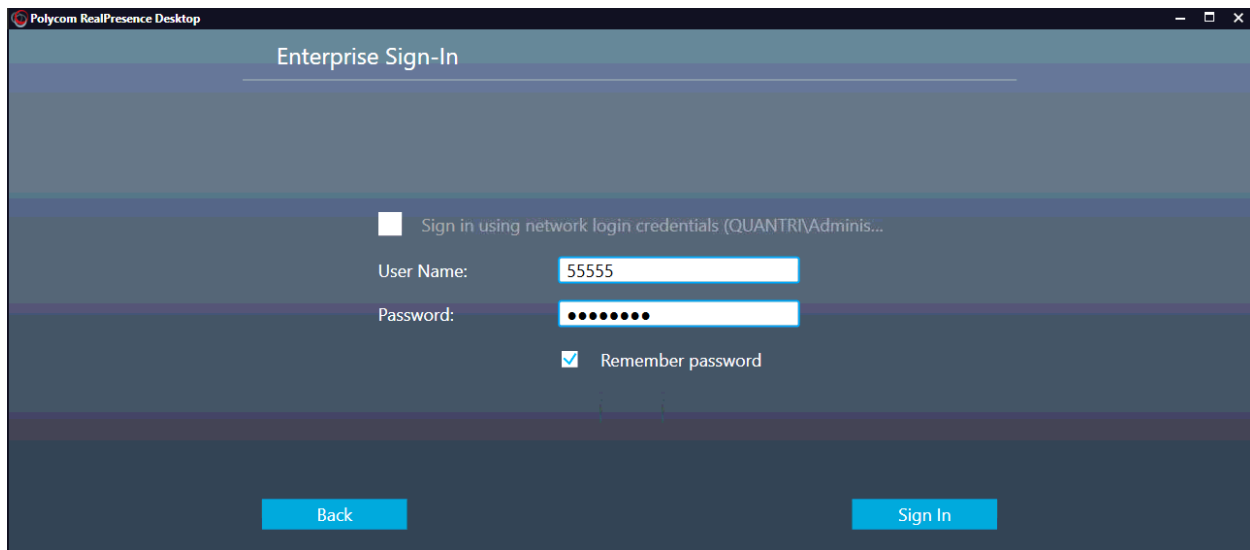 Polycom RealPresence Desktop
Enterprise Sign-In
Sign in using network login credentials (QUANTRI\Adminis...
User Name: 55555
Password: ●●●●●●●●
Remember password
Back Sign In